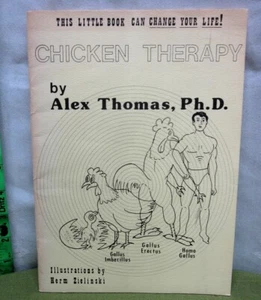 THIS LITTLE BOOK CAN CHANGE YOUR LIFE!
CHICKEN THERAPY
by
Alex Thomas, Ph.D.
Gallus
Imbecillus
Gallus
Erectus
Homo
Gallus
Illustrations by
Norm Zielinski